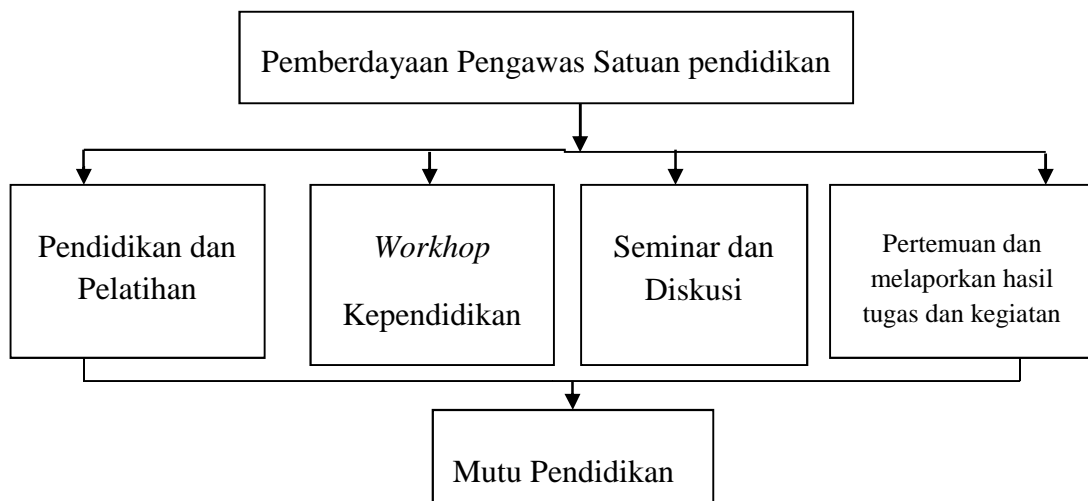 Pemberdayaan Pengawas Satuan pendidikan
Pendidikan dan
Pelatihan
Workhop
Kependidikan
Seminar dan
Diskusi
Pertemuan dan
melaporkan hasil
tugas dan kegiatan
Mutu Pendidikan